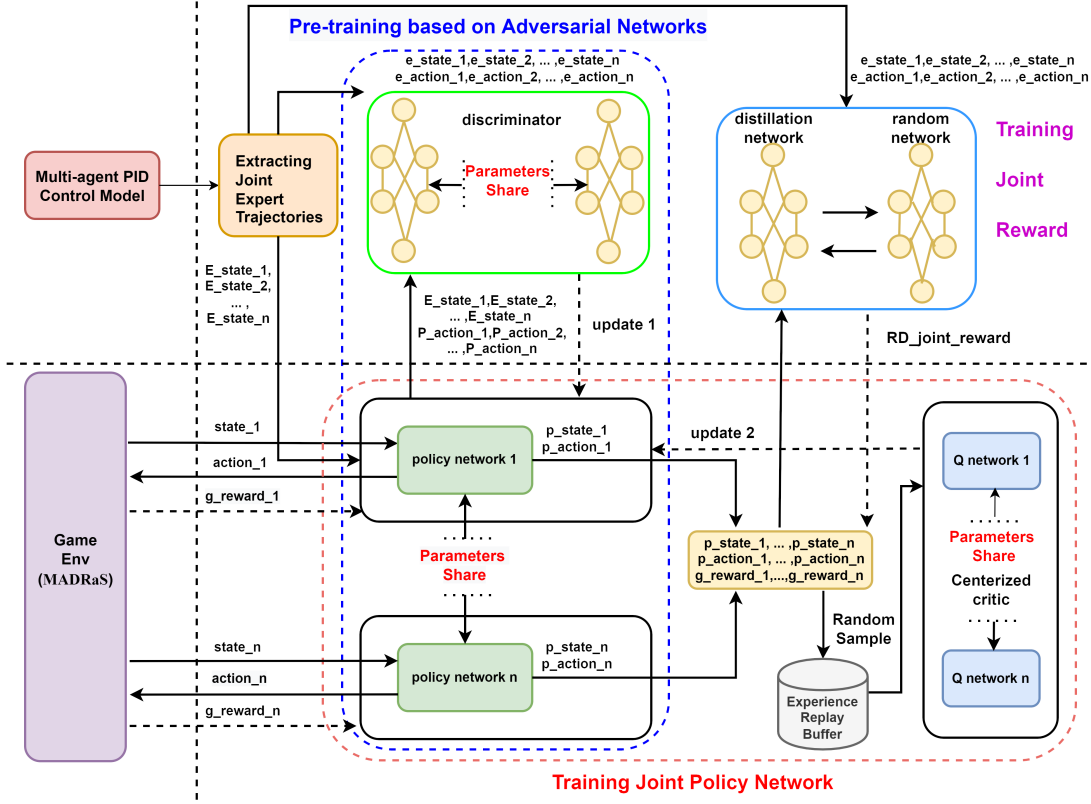 Pre-training based on Adversarial Networks
e_state_1,e_state_2, ... ,e_state_n
e_action_1,e_action_2, ... ,e_action_n
e_state_1,e_state_2, ... ,e_state_n
e_action_1,e_action_2, ... ,e_action_n
Multi-agent PID
Control Model
Extracting
Joint
Expert
Trajectories
discriminator
Parameters
Share
distillation
network
random
network
Training
Joint
Reward
E_state_1,
E_state_2,
... ,
E_state_n
E_state_1,E_state_2,
... ,E_state_n
P_action_1,P_action_2,
... ,P_action_n
update 1
RD_joint_reward
Game
Env
(MADRaS)
state_1
action_1
g_reward_1
policy network 1
p_state_1
p_action_1
update 2
Parameters
Share
state_n
action_n
g_reward_n
policy network n
p_state_n
p_action_n
p_state_1, ... ,p_state_n
p_action_1, ... ,p_action_n
g_reward_1,...,g_reward_n
Random
Sample
Experience
Replay
Buffer
Q network 1
Parameters
Share
Centerized
critic
Q network n
Training Joint Policy Network